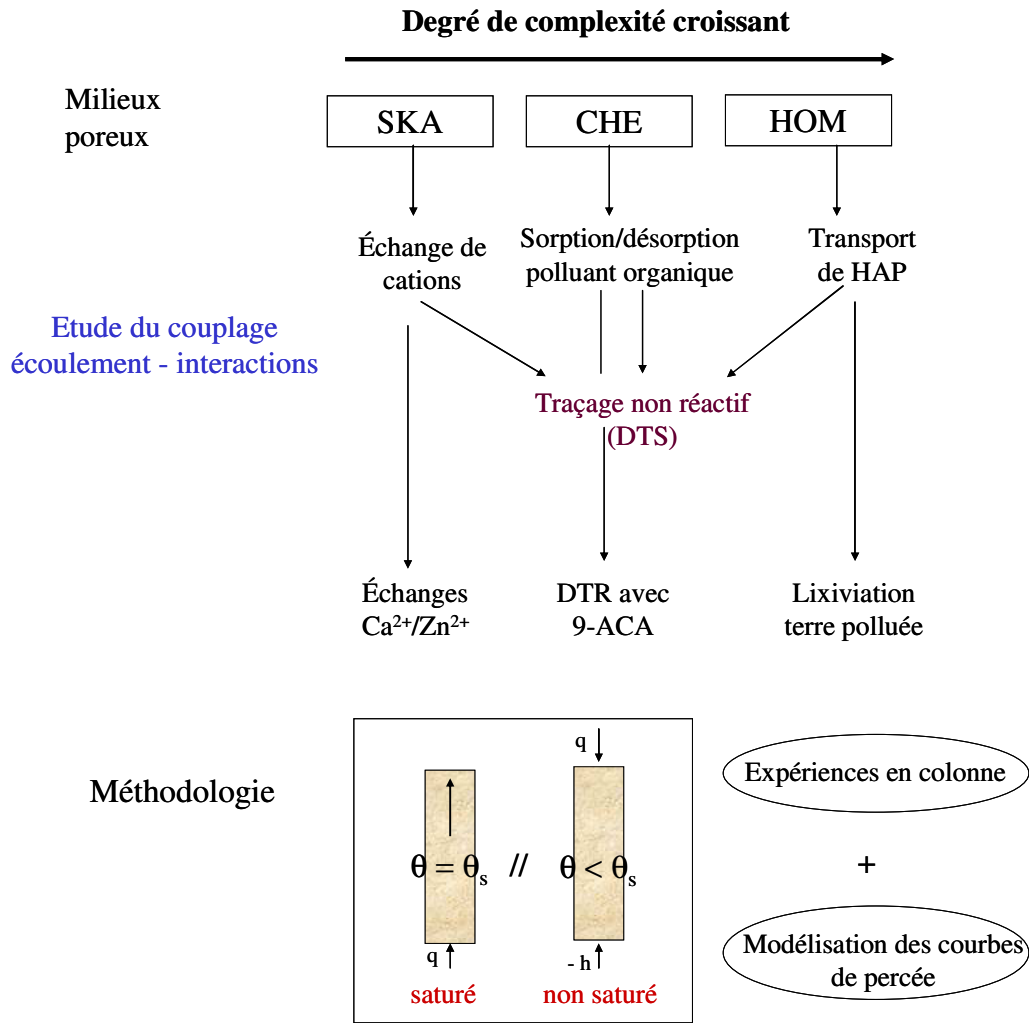 Degré de complexité croissant
Milieux
poreux
SKA
CHE
HOM
Échange de
cations
Sorption/désorption
polluant organique
Transport
de HAP
Etude du couplage
écoulement - interactions
Traçage non réactif
(DTS)
Échanges
Ca²⁺/Zn²⁺
DTR avec
9-ACA
Lixiviation
terre polluée
Méthodologie
q
θ = θₛ // θ < θₛ
q
- h
saturé
non saturé
Expériences en colonne
+
Modélisation des courbes
de percée